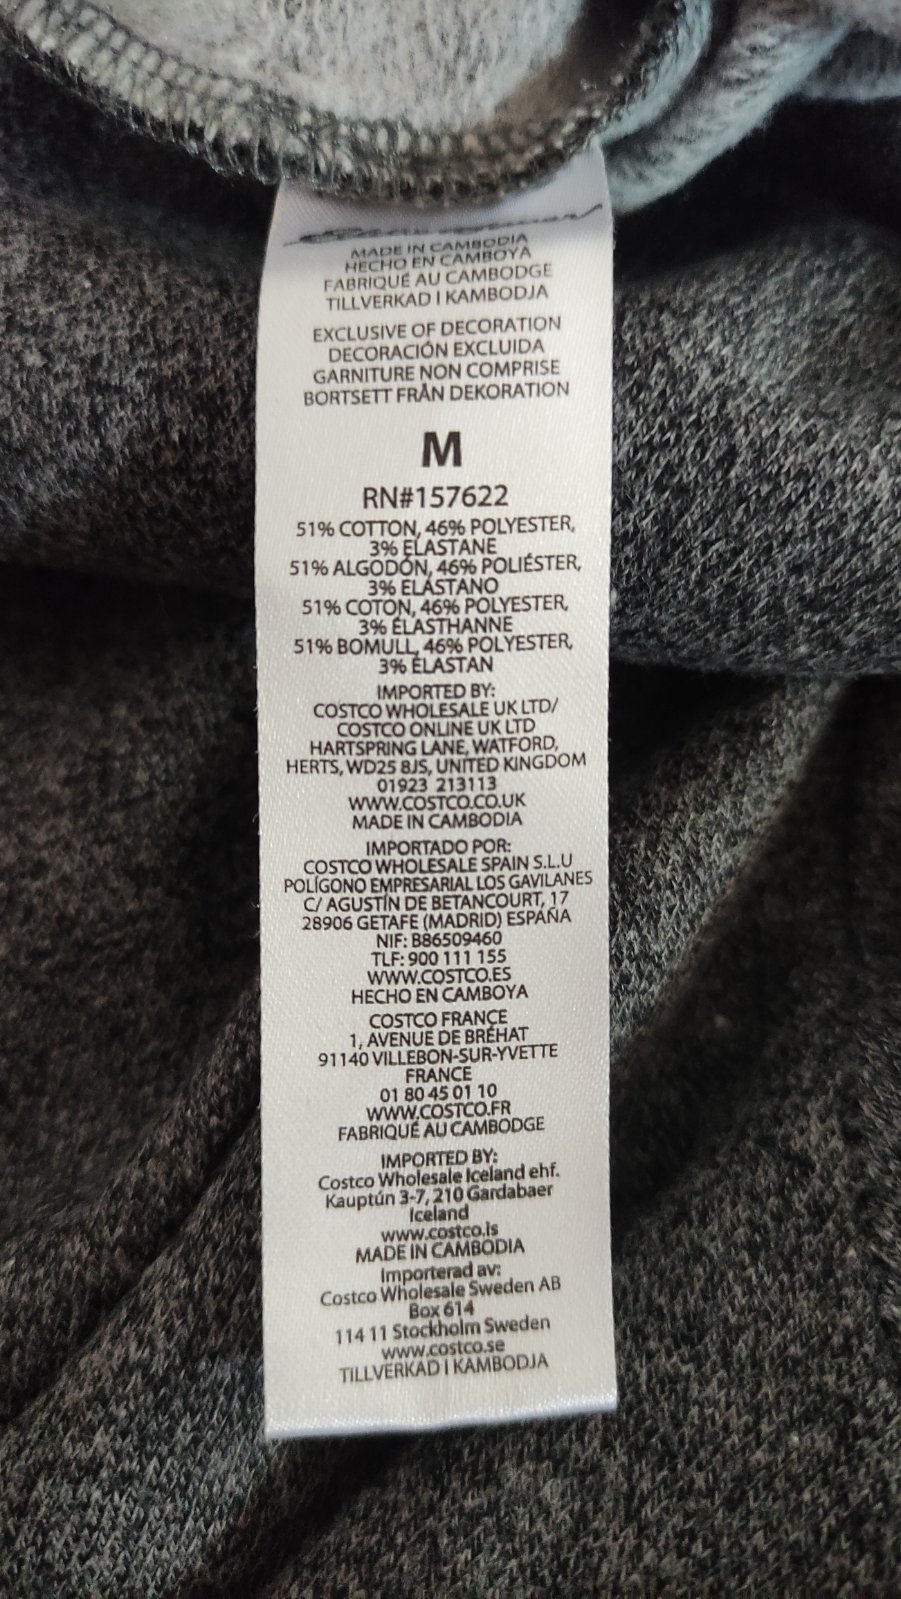 MADE IN CAMBODIA
HECHO EN CAMBOYA
FABRIQUÉ AU CAMBODGE
TILLVERKAD I KAMBODJA
EXCLUSIVE OF DECORATION
DECORACIÓN EXCLUIDA
GARNITURE NON COMPRISE
BORTSETT FRÅN DEKORATION
M
RN#157622
51% COTTON, 46% POLYESTER,
3% ELASTANE
51% ALGODÓN, 46% POLIÉSTER,
3% ELASTANO
51% COTON, 46% POLYESTER,
3% ÉLASTHANNE
51% BOMULL, 46% POLYESTER,
3% ELASTAN
IMPORTED BY:
COSTCO WHOLESALE UK LTD/
COSTCO ONLINE UK LTD
HARTSPRING LANE, WATFORD,
HERTS, WD25 8JS, UNITED KINGDOM
01923 213113
WWW.COSTCO.CO.UK
MADE IN CAMBODIA
IMPORTADO POR:
COSTCO WHOLESALE SPAIN S.L.U
POLÍGONO EMPRESARIAL LOS GAVILANES
C/ AGUSTÍN DE BETANCOURT, 17
28906 GETAFE (MADRID) ESPAÑA
NIF: B86509460
TLF: 900 111 155
WWW.COSTCO.ES
HECHO EN CAMBOYA
COSTCO FRANCE
1, AVENUE DE BRÉHAT
91140 VILLEBON-SUR-YVETTE
FRANCE
01 80 45 01 10
WWW.COSTCO.FR
FABRIQUÉ AU CAMBODGE
IMPORTED BY:
Costco Wholesale Iceland ehf.
Kauptún 3-7, 210 Gardabaer
Iceland
www.costco.is
MADE IN CAMBODIA
Importerad av:
Costco Wholesale Sweden AB
Box 614
114 11 Stockholm Sweden
www.costco.se
TILLVERKAD I KAMBODJA